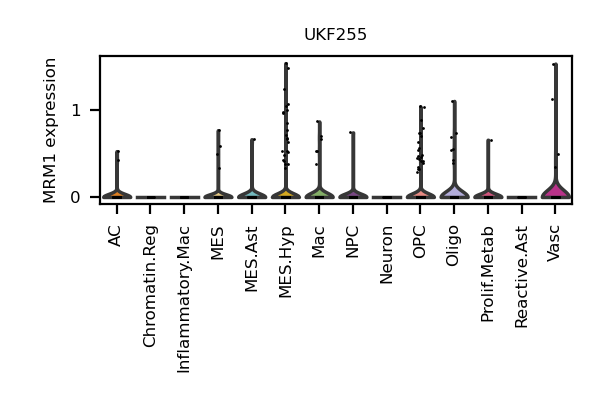 UKF255
MRM1 expression
1
0
AC
Chromatin.Reg
Inflammatory.Mac
MES
MES.Ast
MES.Hyp
Mac
NPC
Neuron
OPC
Oligo
Prolif.Metab
Reactive.Ast
Vasc